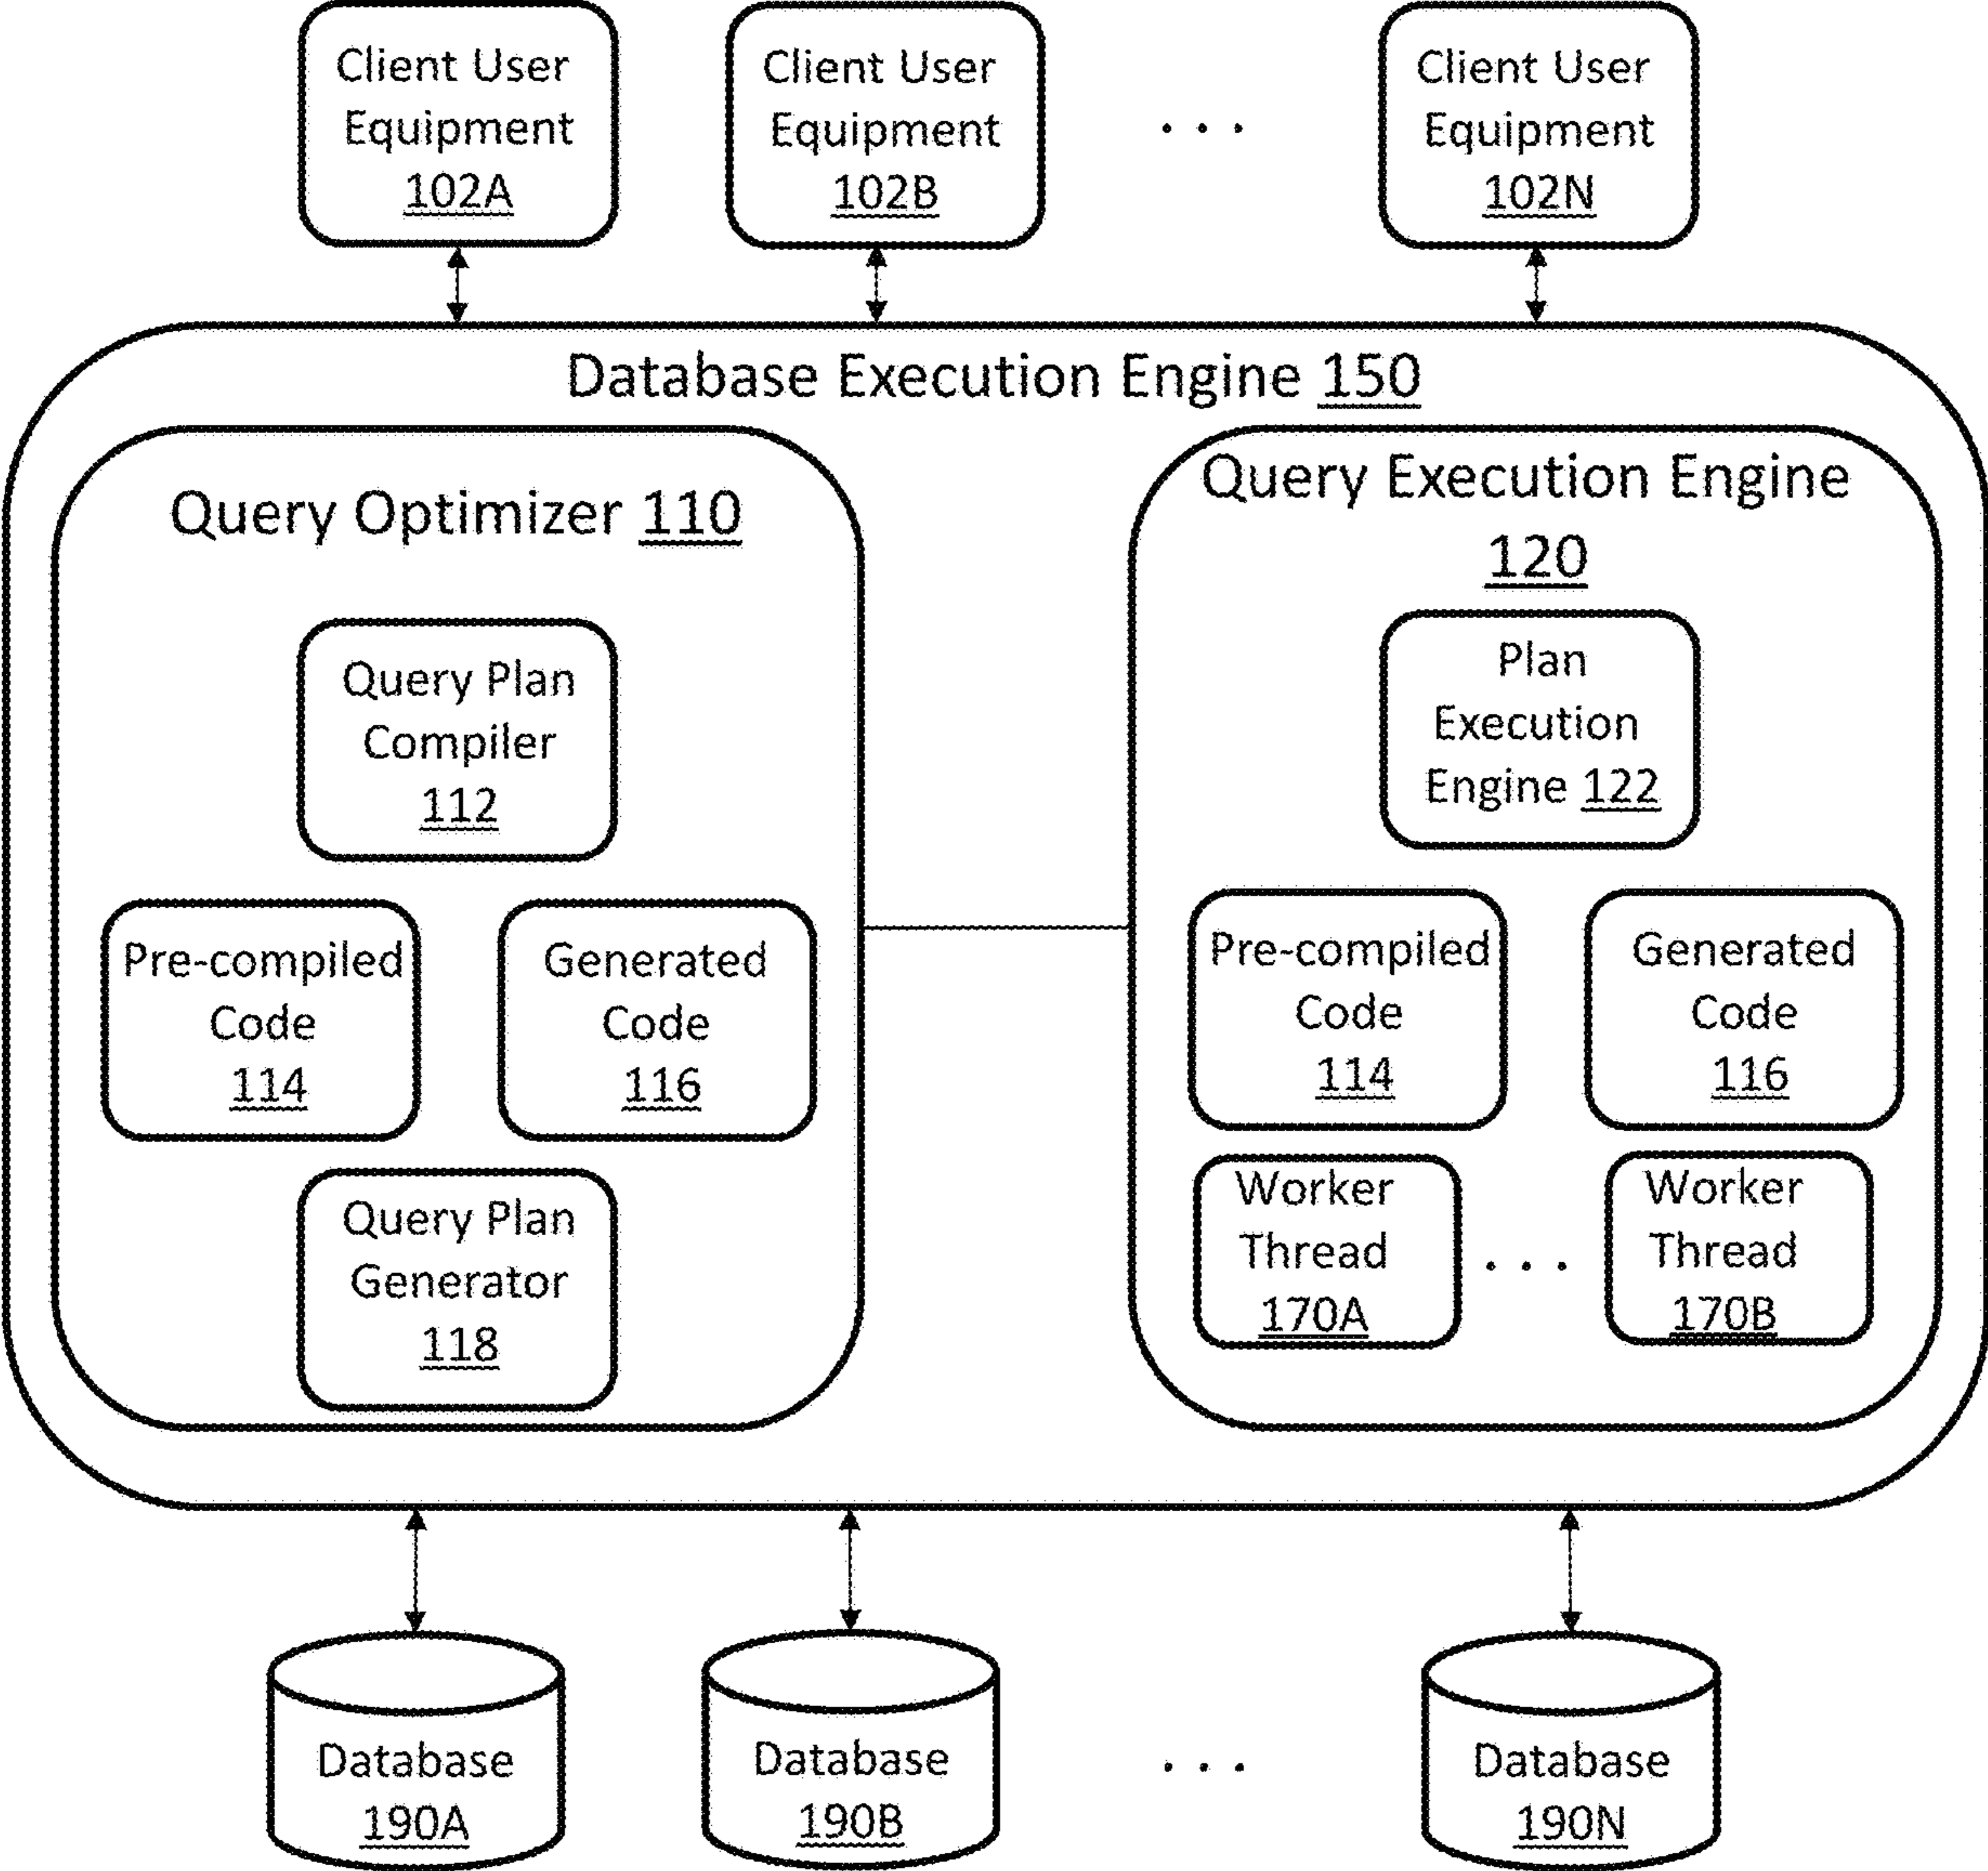 Client User
Equipment
102A
Client User
Equipment
102B
. . .
Client User
Equipment
102N
Database Execution Engine 150
Query Optimizer 110
Query Plan
Compiler
112
Pre-compiled
Code
114
Generated
Code
116
Query Plan
Generator
118
Query Execution Engine
120
Plan
Execution
Engine 122
Pre-compiled
Code
114
Generated
Code
116
Worker
Thread
170A
. . .
Worker
Thread
170B
Database
190A
Database
190B
. . .
Database
190N